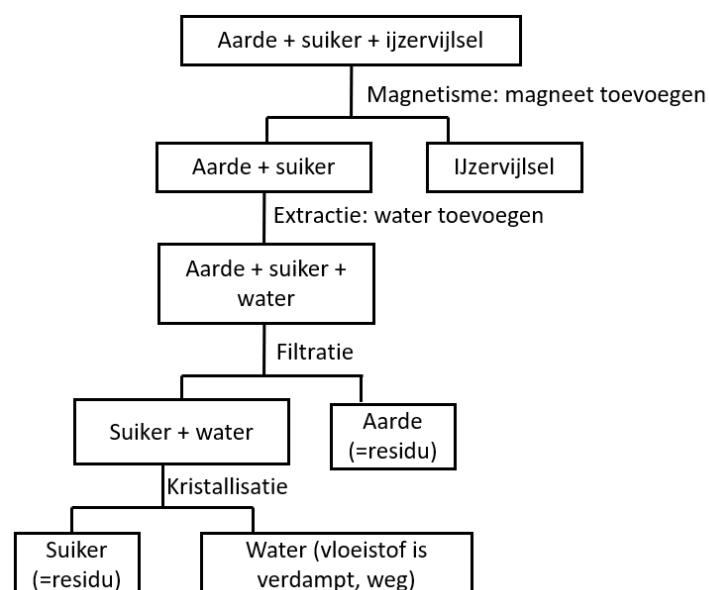 Aarde + suiker + ijzervijlsel
Magnetisme: magneet toevoegen
Aarde + suiker
IJzervijlsel
Extractie: water toevoegen
Aarde + suiker +
water
Filtratie
Suiker + water
Aarde
(=residu)
Kristallisatie
Suiker
(=residu)
Water (vloeistof is
verdampt, weg)